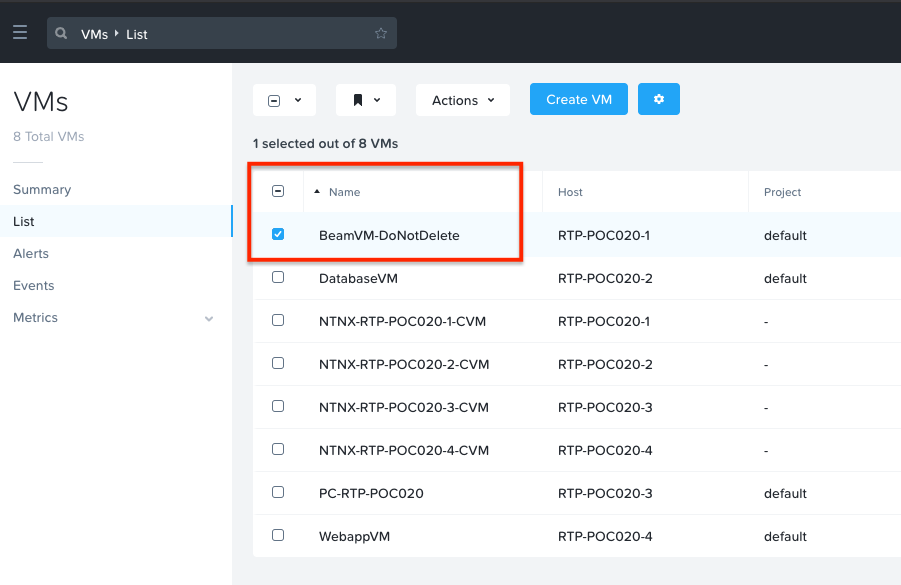 VMs List
VMs
8 Total VMs
Summary
List
Alerts
Events
Metrics
Actions Create VM
1 selected out of 8 VMs
Name Host Project
BeamVM-DoNotDelete RTP-POC020-1 default
DatabaseVM RTP-POC020-2 default
NTNX-RTP-POC020-1-CVM RTP-POC020-1 -
NTNX-RTP-POC020-2-CVM RTP-POC020-2 -
NTNX-RTP-POC020-3-CVM RTP-POC020-3 -
NTNX-RTP-POC020-4-CVM RTP-POC020-4 -
PC-RTP-POC020 RTP-POC020-3 default
WebappVM RTP-POC020-4 default